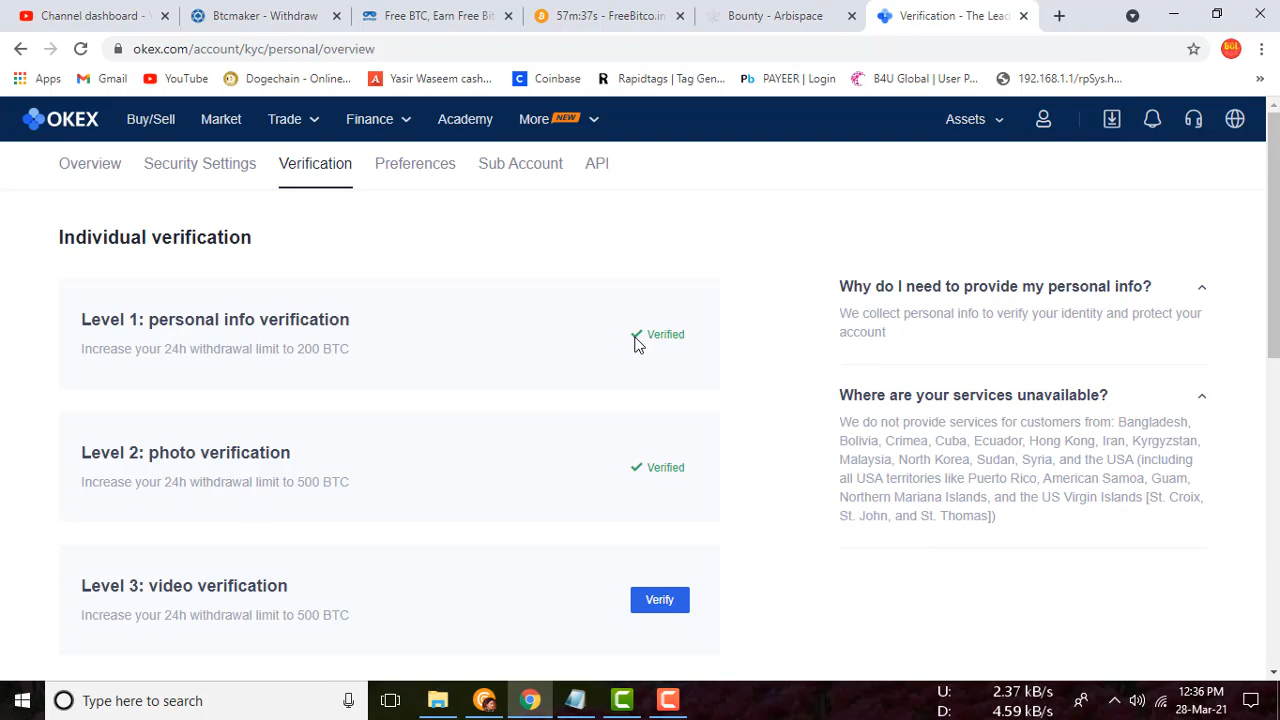 Channel dashboard - Y
Btcmaker - Withdraw
Free BTC, Earn Free Bit
57m:37s - FreeBitco.in
Bounty - Arbispace
Verification - The Lead
okex.com/account/kyc/personal/overview
Apps
Gmail
YouTube
Dogechain - Online...
Yasir Waseem cash...
Coinbase
Rapidtags | Tag Gen...
PAYEER | Login
B4U Global | User P...
192.168.1.1/rpSys.h...
»
OKEX
Buy/Sell
Market
Trade
Finance
Academy
More NEW
Assets
Overview
Security Settings
Verification
Preferences
Sub Account
API
Individual verification
Level 1: personal info verification
Increase your 24h withdrawal limit to 200 BTC
Verified
Level 2: photo verification
Increase your 24h withdrawal limit to 500 BTC
Verified
Level 3: video verification
Increase your 24h withdrawal limit to 500 BTC
Verify
Why do I need to provide my personal info?
We collect personal info to verify your identity and protect your
account
Where are your services unavailable?
We do not provide services for customers from: Bangladesh,
Bolivia, Crimea, Cuba, Ecuador, Hong Kong, Iran, Kyrgyzstan,
Malaysia, North Korea, Sudan, Syria, and the USA (including
all USA territories like Puerto Rico, American Samoa, Guam,
Northern Mariana Islands, and the US Virgin Islands [St. Croix,
St. John, and St. Thomas])
Type here to search
U: 2.37 kB/s
D: 4.59 kB/s
12:36 PM
28-Mar-21